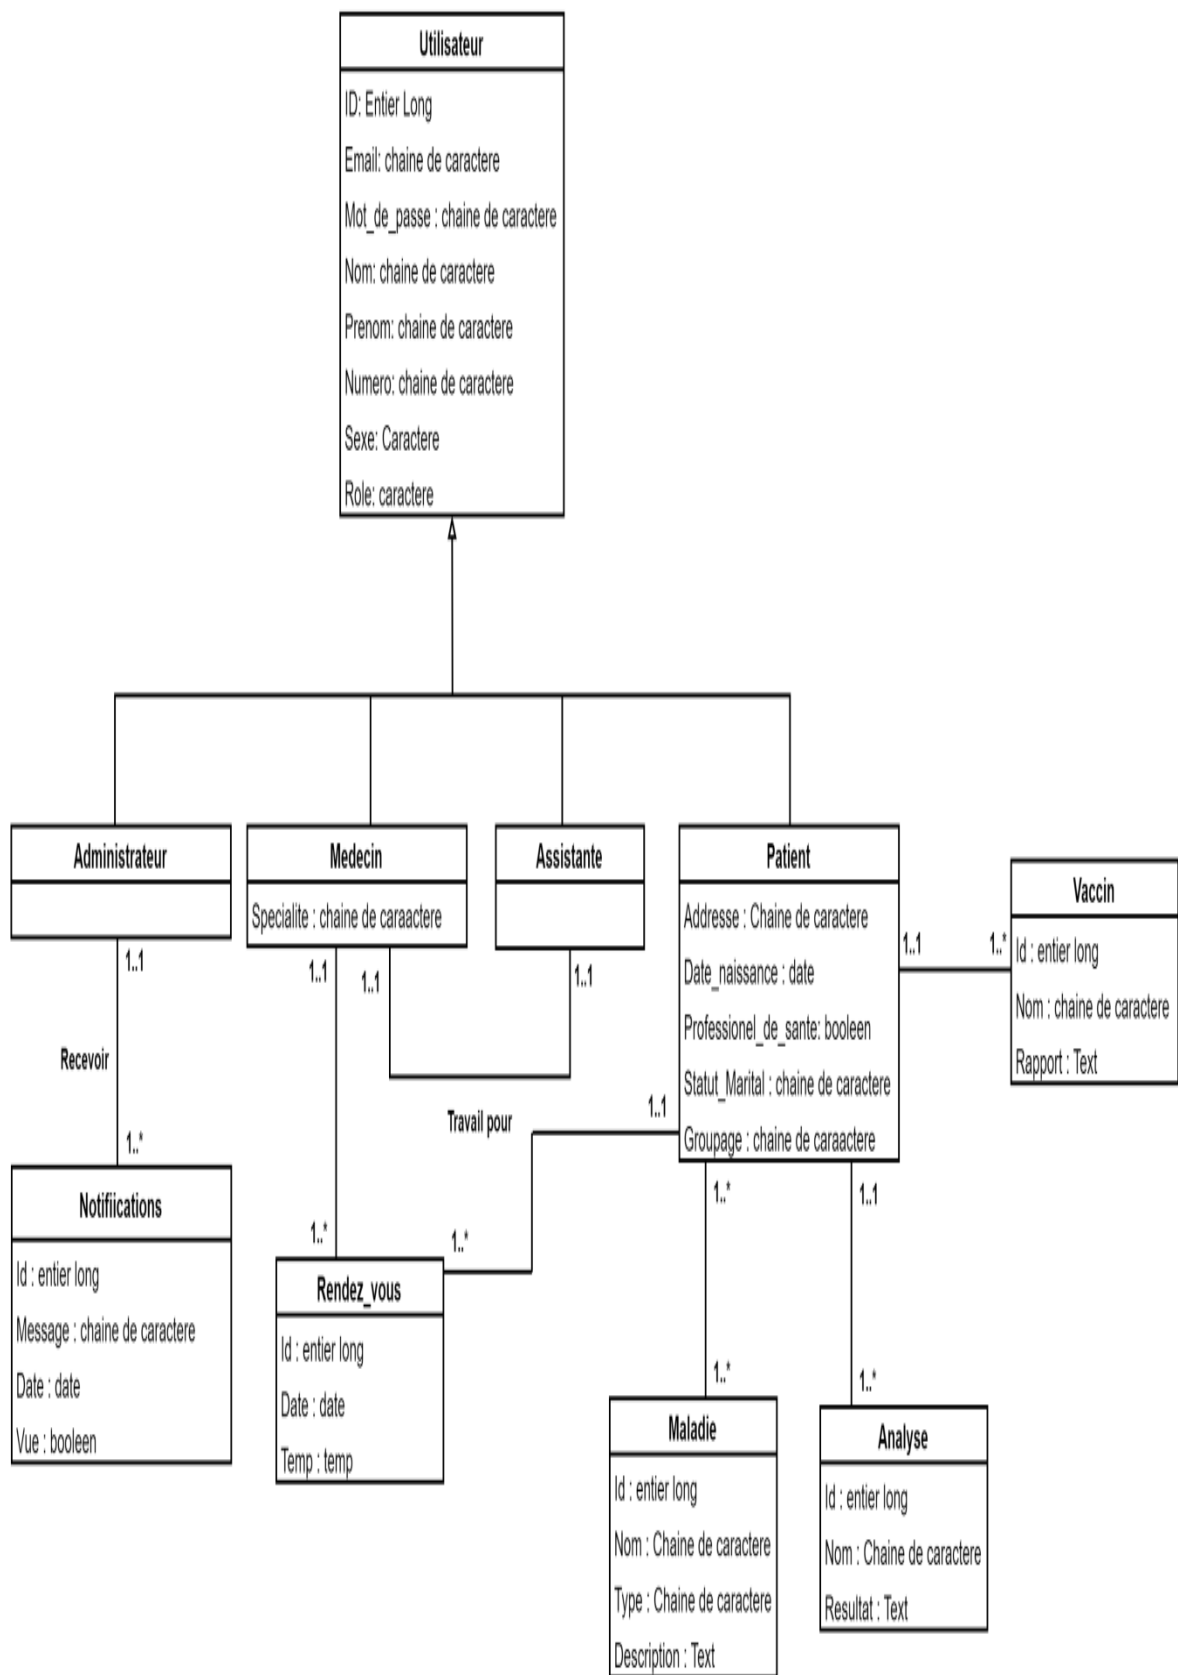 Utilisateur
ID: Entier Long
Email: chaine de caractere
Mot_de_passe : chaine de caractere
Nom: chaine de caractere
Prenom: chaine de caractere
Numero: chaine de caractere
Sexe: Caractere
Role: caractere
Administrateur
Medecin
Specialite : chaine de caraactere
Assistante
Patient
Addresse : Chaine de caractere
Date_naissance : date
Professionel_de_sante: booleen
Statut_Marital : chaine de caractere
Groupage : chaine de caraactere
Vaccin
Id : entier long
Nom : chaine de caractere
Rapport : Text
1..1
1..*
1..1
1..1
1..1
1..1
Recevoir
Travail pour
1..1
1..*
1..*
1..*
1..*
1..1
1..*
1..*
Notifiications
Id : entier long
Message : chaine de caractere
Date : date
Vue : booleen
Rendez_vous
Id : entier long
Date : date
Temp : temp
Maladie
Id : entier long
Nom : Chaine de caractere
Type : Chaine de caractere
Description : Text
Analyse
Id : entier long
Nom : Chaine de caractere
Resultat : Text